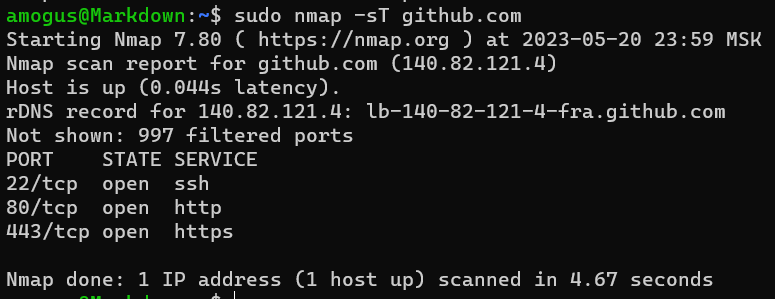 amogus@Markdown:~$ sudo nmap -sT github.com
Starting Nmap 7.80 ( https://nmap.org ) at 2023-05-20 23:59 MSK
Nmap scan report for github.com (140.82.121.4)
Host is up (0.044s latency).
rDNS record for 140.82.121.4: lb-140-82-121-4-fra.github.com
Not shown: 997 filtered ports
PORT    STATE SERVICE
22/tcp  open  ssh
80/tcp  open  http
443/tcp open  https
Nmap done: 1 IP address (1 host up) scanned in 4.67 seconds